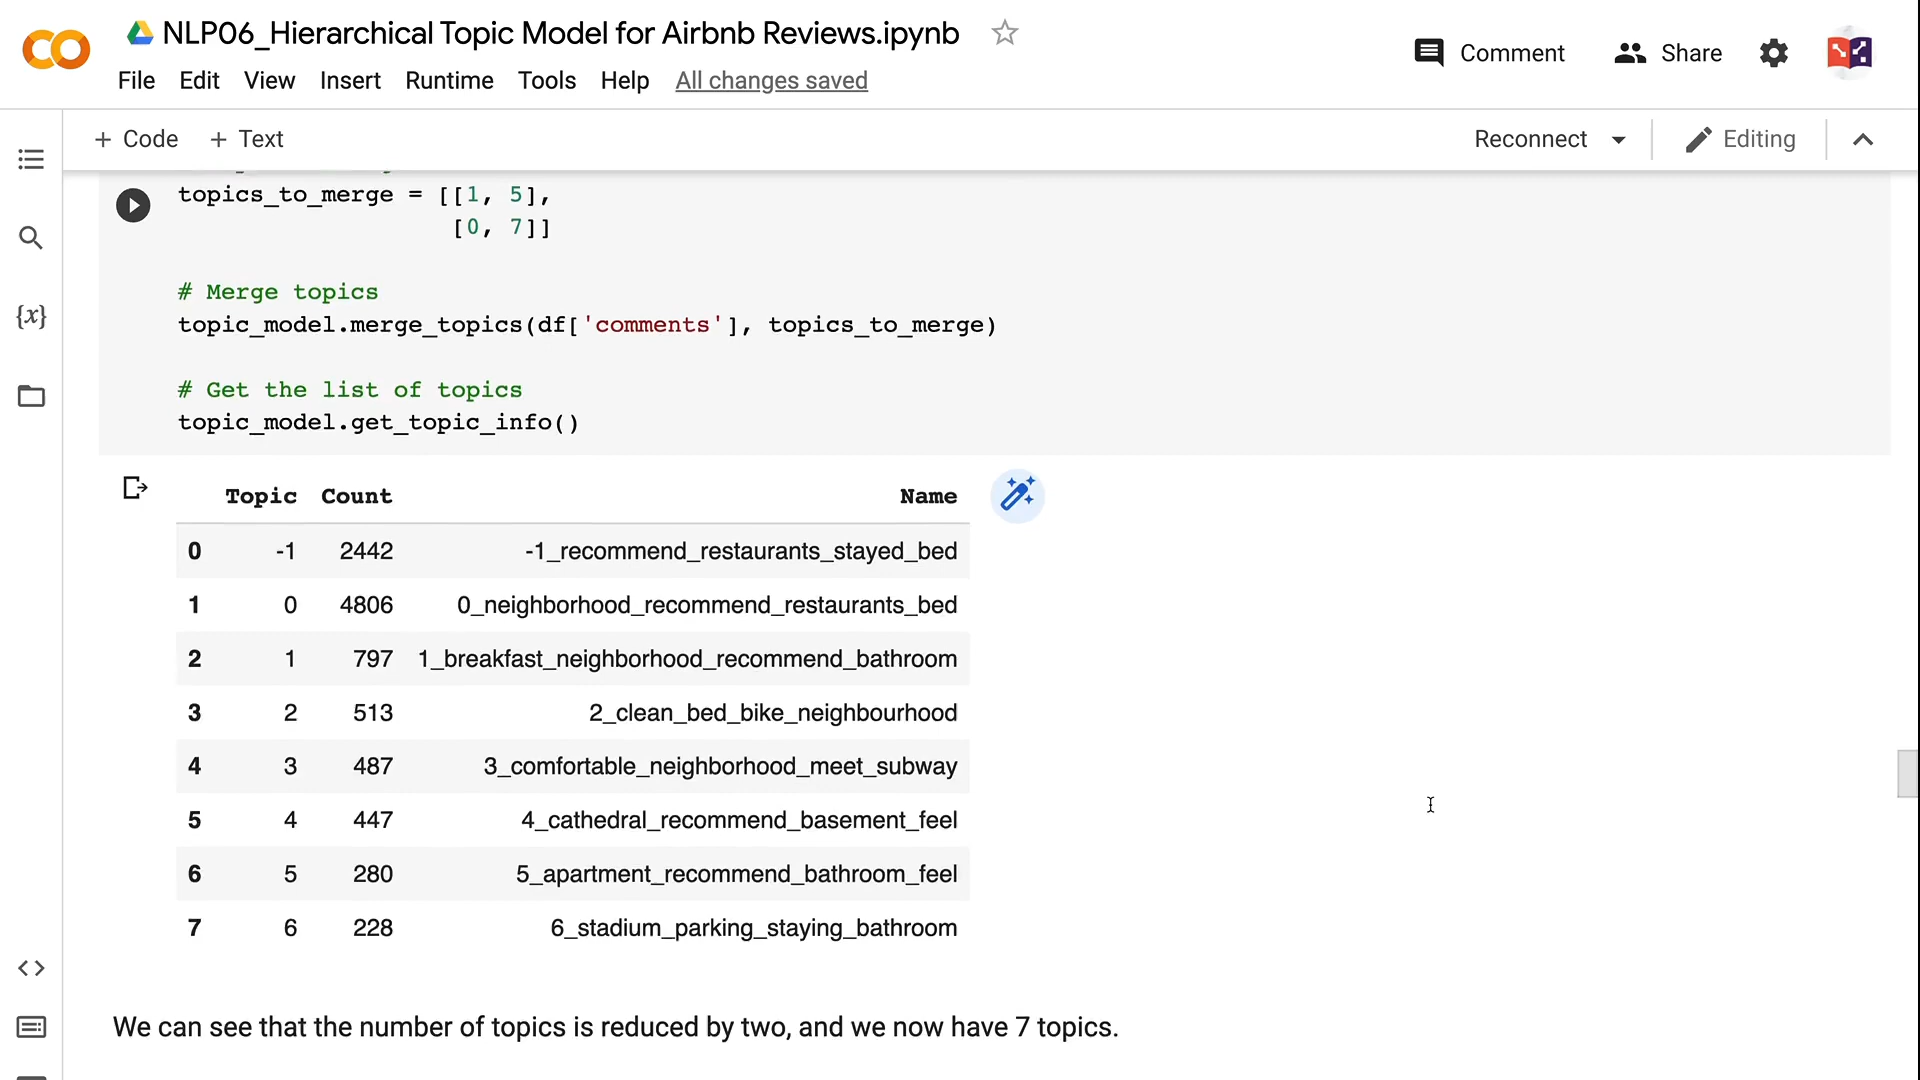 NLP06_Hierarchical Topic Model for Airbnb Reviews.ipynb
Comment
Share
File Edit View Insert Runtime Tools Help All changes saved
+ Code + Text
Reconnect
Editing
topics_to_merge = [[1, 5],
[0, 7]]
# Merge topics
topic_model.merge_topics(df['comments'], topics_to_merge)
# Get the list of topics
topic_model.get_topic_info()
Topic Count Name
0 -1 2442 -1_recommend_restaurants_stayed_bed
1 0 4806 0_neighborhood_recommend_restaurants_bed
2 1 797 1_breakfast_neighborhood_recommend_bathroom
3 2 513 2_clean_bed_bike_neighbourhood
4 3 487 3_comfortable_neighborhood_meet_subway
5 4 447 4_cathedral_recommend_basement_feel
6 5 280 5_apartment_recommend_bathroom_feel
7 6 228 6_stadium_parking_staying_bathroom
We can see that the number of topics is reduced by two, and we now have 7 topics.